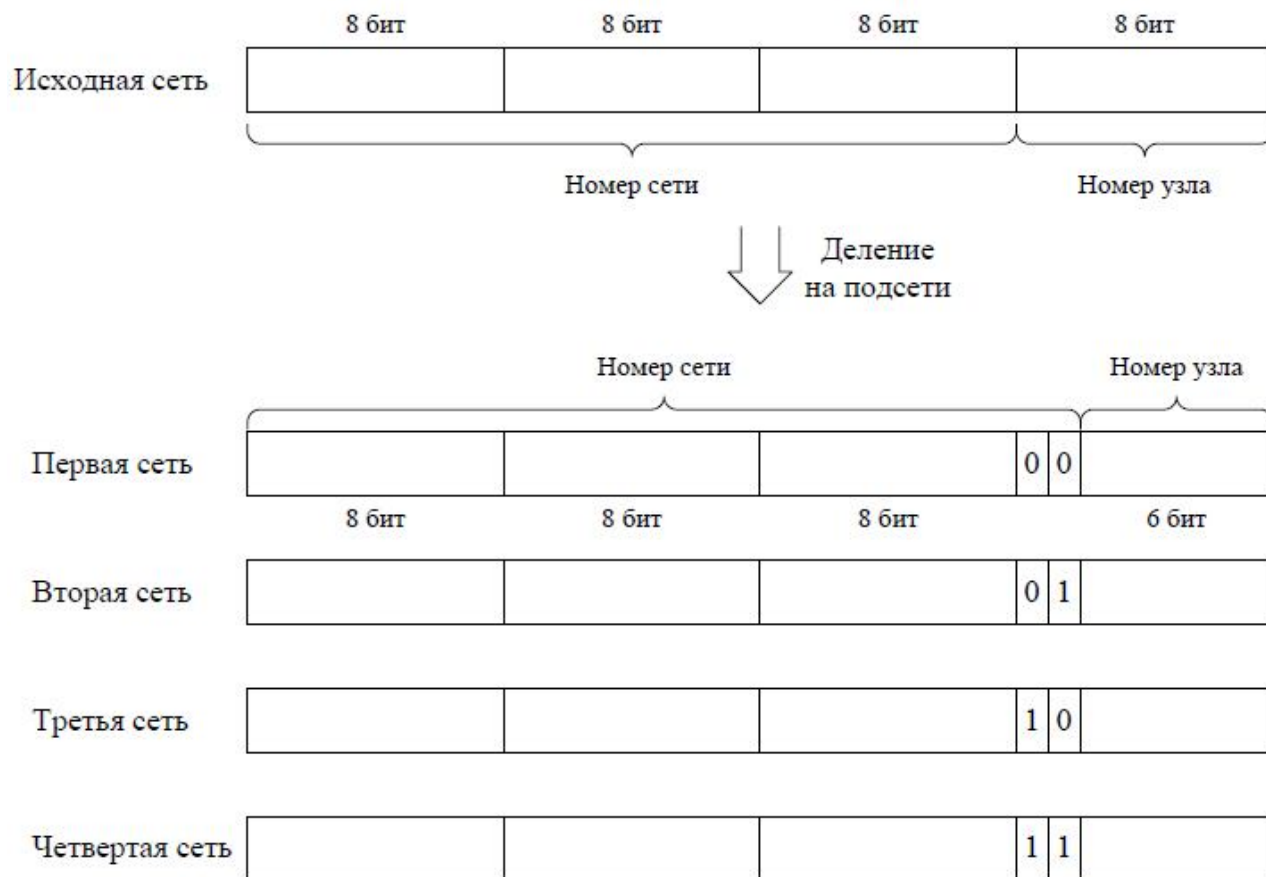 8 бит 8 бит 8 бит 8 бит
Исходная сеть
Номер сети Номер узла
Деление
на подсети
Номер сети Номер узла
Первая сеть 0 0
8 бит 8 бит 8 бит 6 бит
Вторая сеть 0 1
Третья сеть 1 0
Четвертая сеть 1 1